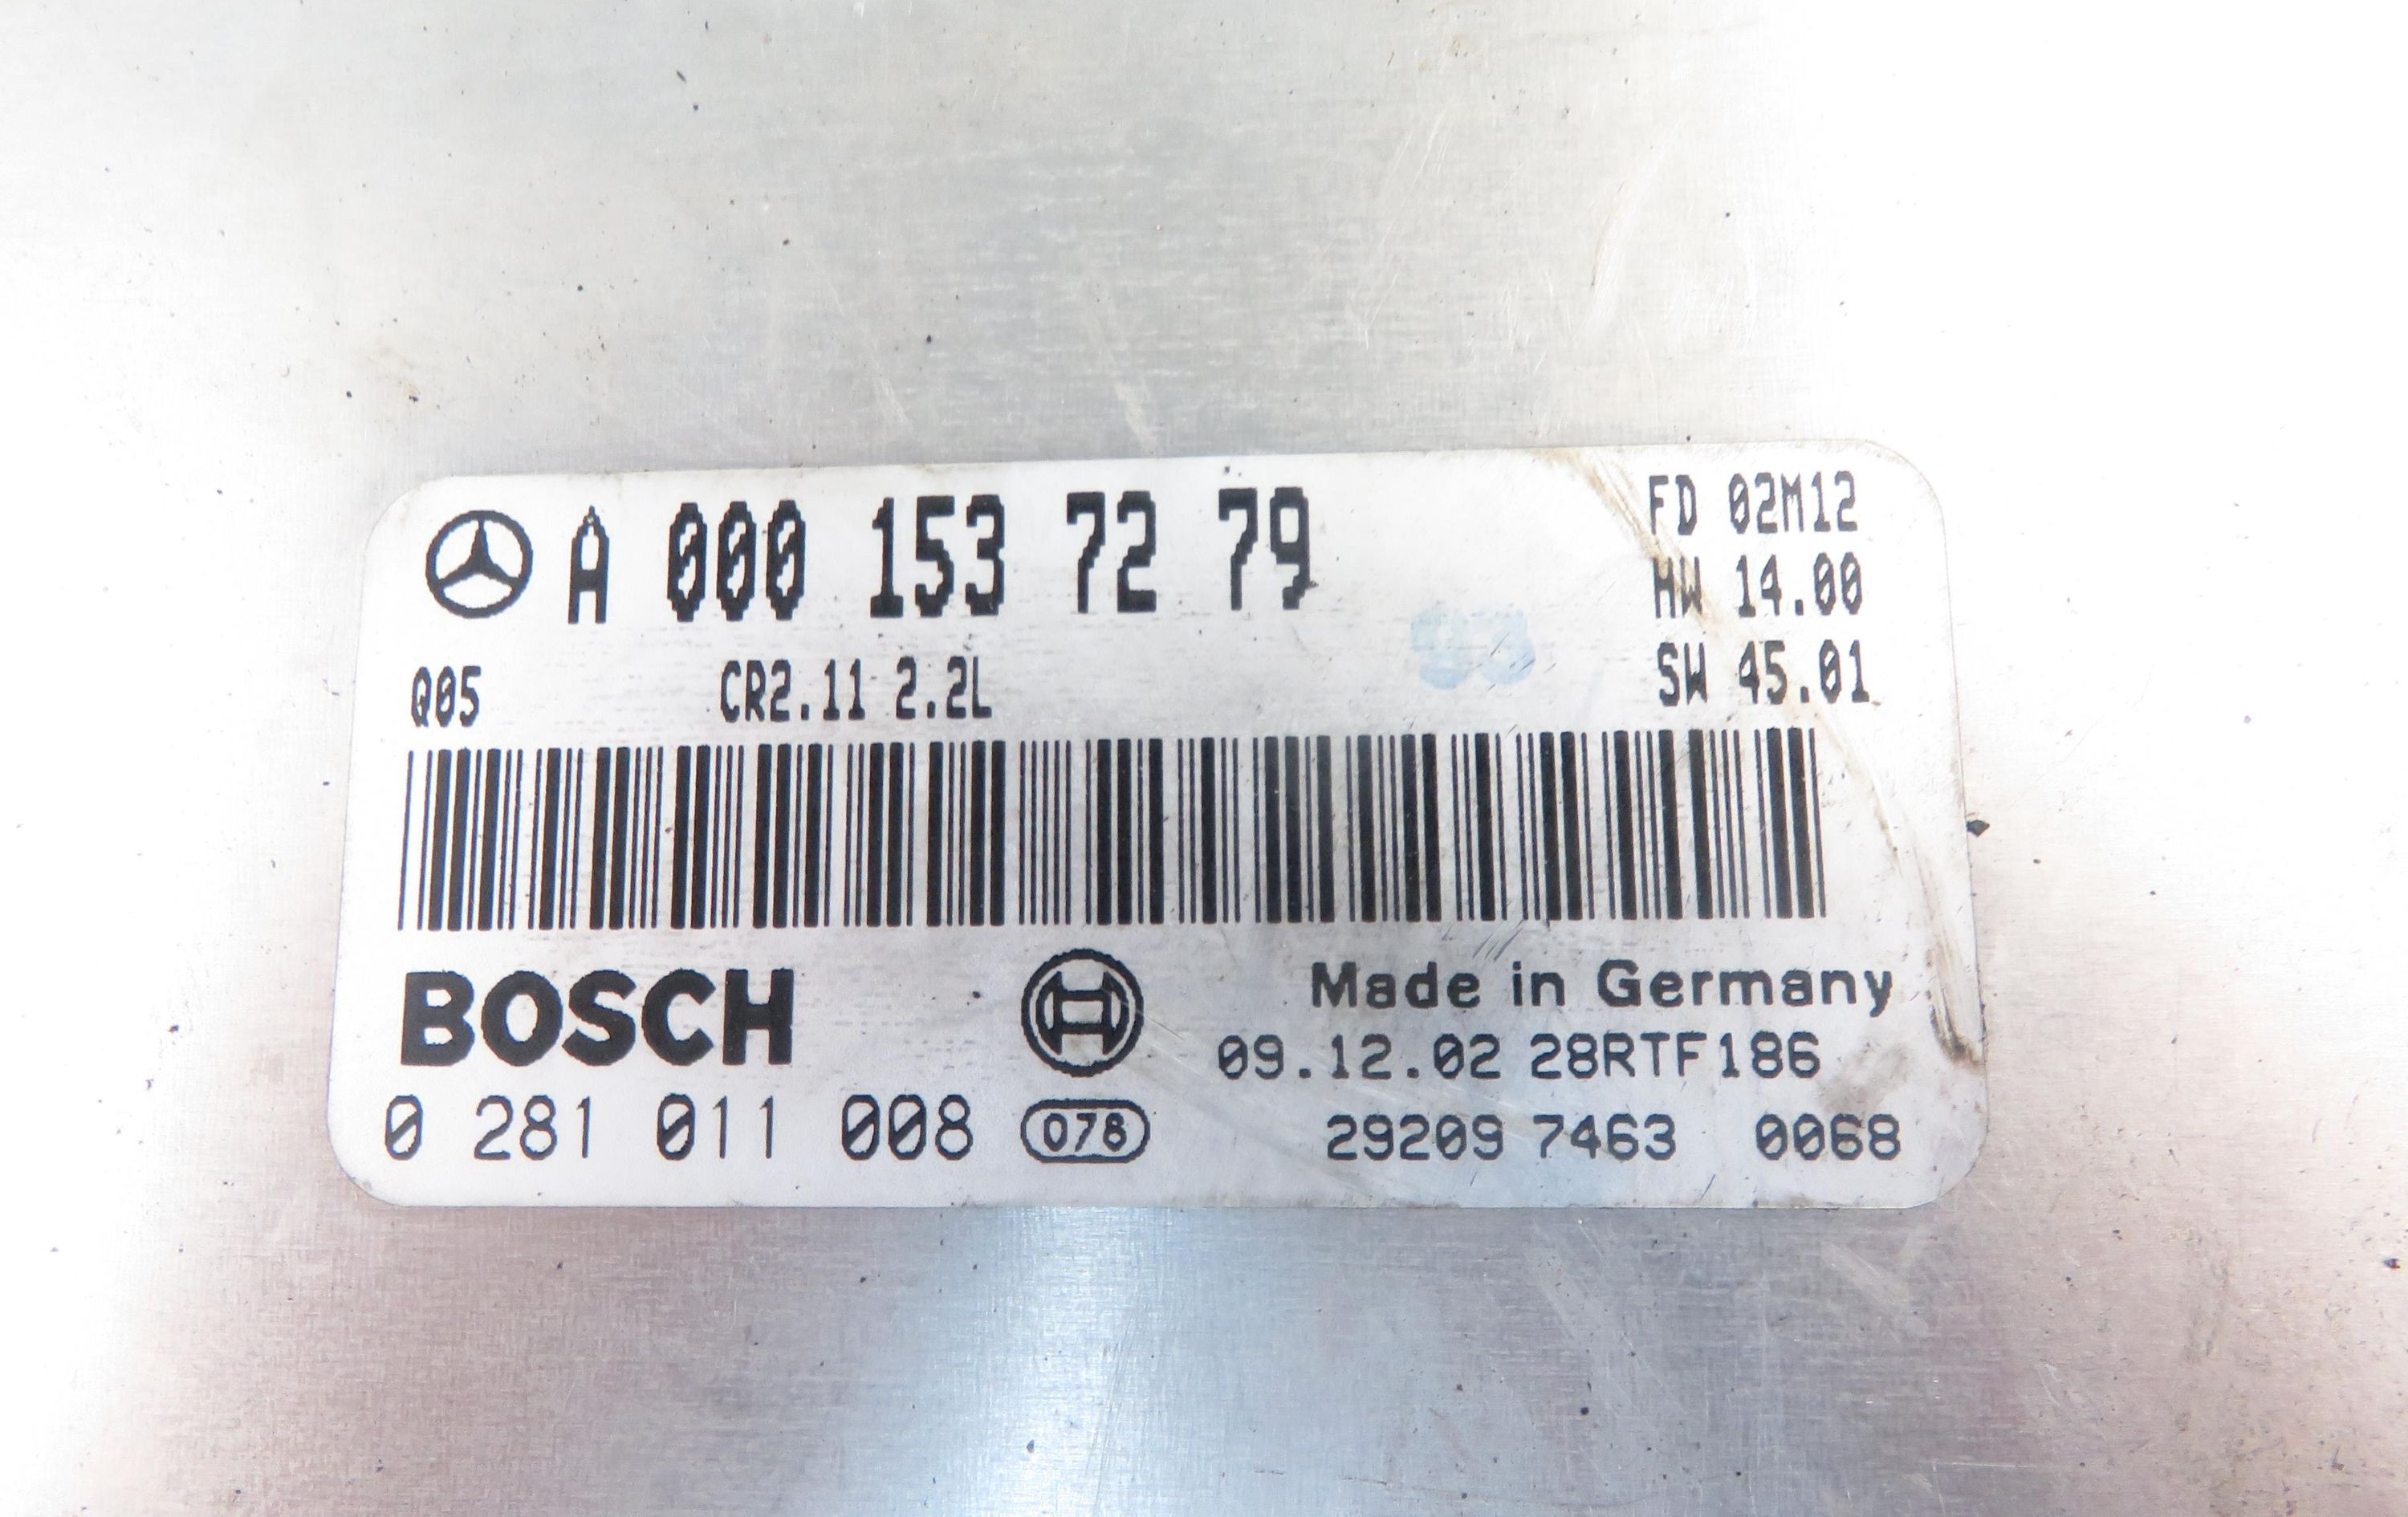 A 000 153 72 79
FD 02M12
HW 14.00
SW 45.01
Q05 CR2.11 2.2L
BOSCH
Made in Germany
09.12.02 28RTF186
0 281 011 008 078 29209 7463 0068